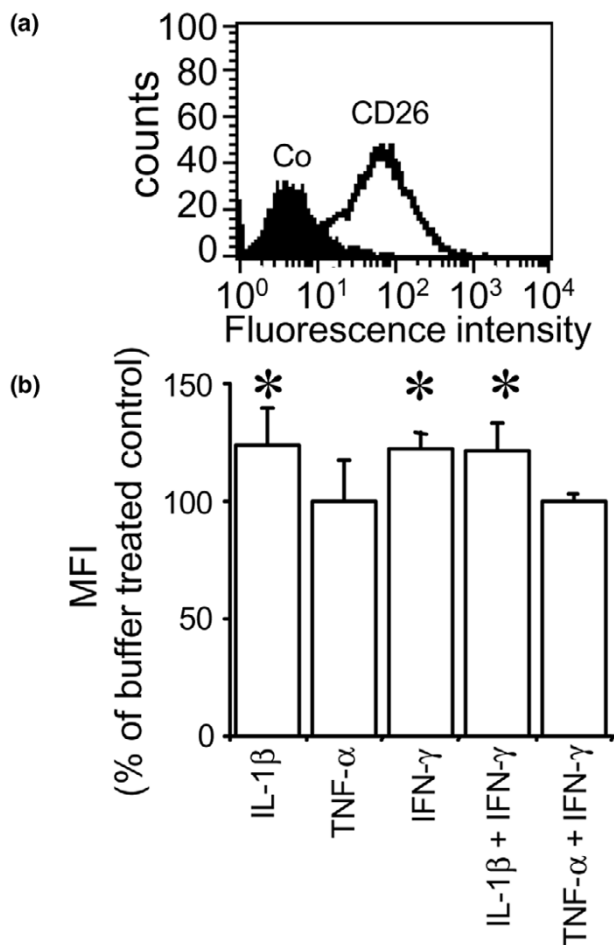 (a)
100
80
60
40
20
0
counts
Co
CD26
10⁰ 10¹ 10² 10³ 10⁴
Fluorescence intensity
(b)
MFI
(% of buffer treated control)
150
100
50
0
* * *
IL-1β
TNF-α
IFN-γ
IL-1β + IFN-γ
TNF-α + IFN-γ